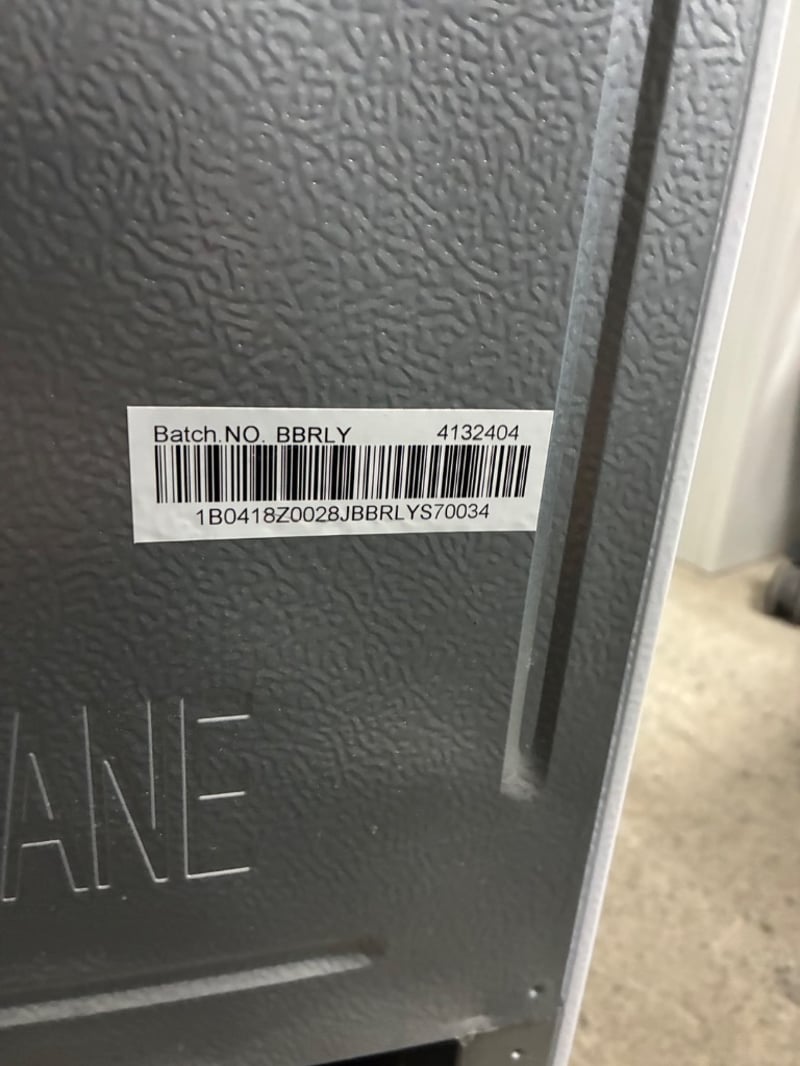 Batch.NO. BBRLY 4132404
1B0418Z0028JBBRLYS70034
ANE